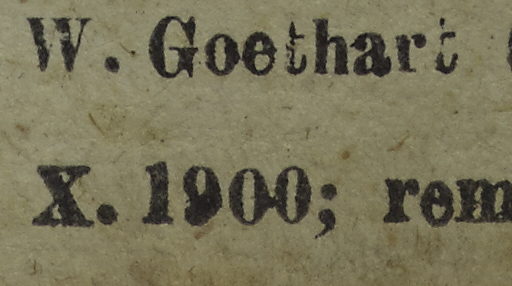 W. Goethart (
X. 1900; rem